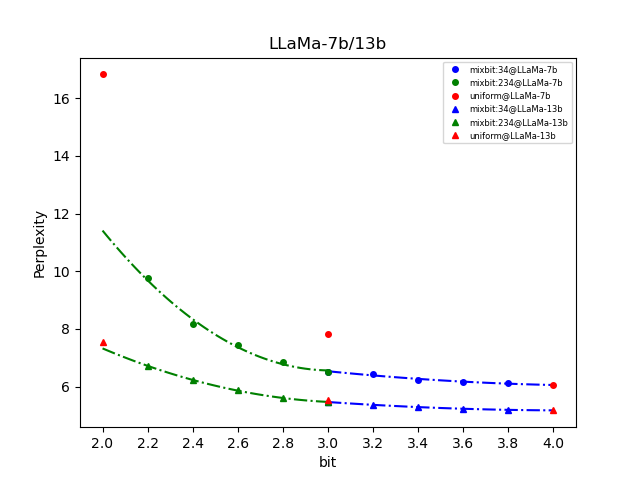 LLaMa-7b/13b
mixbit:34@LLaMa-7b
mixbit:234@LLaMa-7b
uniform@LLaMa-7b
mixbit:34@LLaMa-13b
mixbit:234@LLaMa-13b
uniform@LLaMa-13b
Perplexity
16
14
12
10
8
6
2.0 2.2 2.4 2.6 2.8 3.0 3.2 3.4 3.6 3.8 4.0
bit